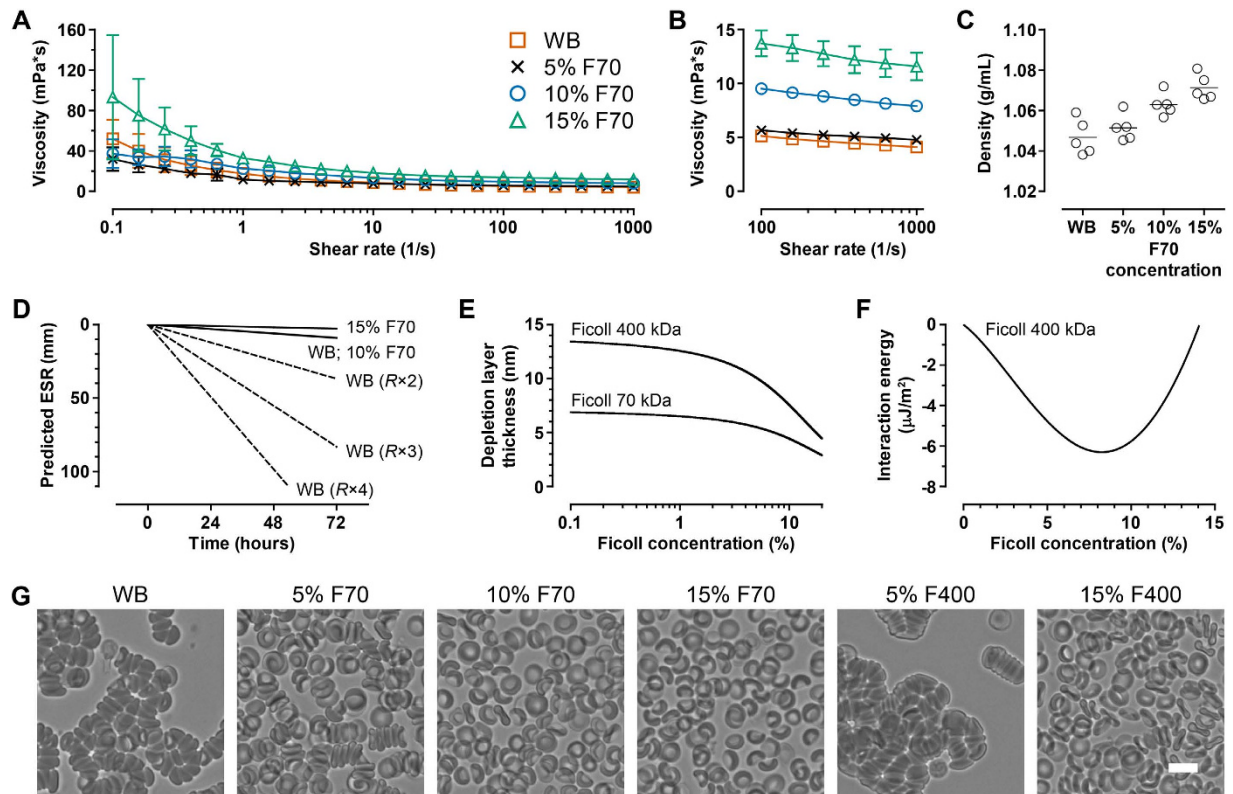 A
Viscosity (mPa*s)
160
120
80
40
0
0.1
1
10
100
1000
Shear rate (1/s)
WB
5% F70
10% F70
15% F70
B
Viscosity (mPa*s)
15
10
5
0
100
1000
Shear rate (1/s)
C
Density (g/mL)
1.10
1.08
1.06
1.04
1.02
WB
5%
10%
15%
F70
concentration
D
Predicted ESR (mm)
0
50
100
0
24
48
72
Time (hours)
15% F70
WB; 10% F70
WB (R×2)
WB (R×3)
WB (R×4)
E
Depletion layer
thickness (nm)
15
10
5
0
0.1
1
10
Ficoll concentration (%)
Ficoll 400 kDa
Ficoll 70 kDa
F
Interaction energy
(µJ/m²)
0
-2
-4
-6
-8
0
5
10
15
Ficoll concentration (%)
Ficoll 400 kDa
G
WB
5% F70
10% F70
15% F70
5% F400
15% F400